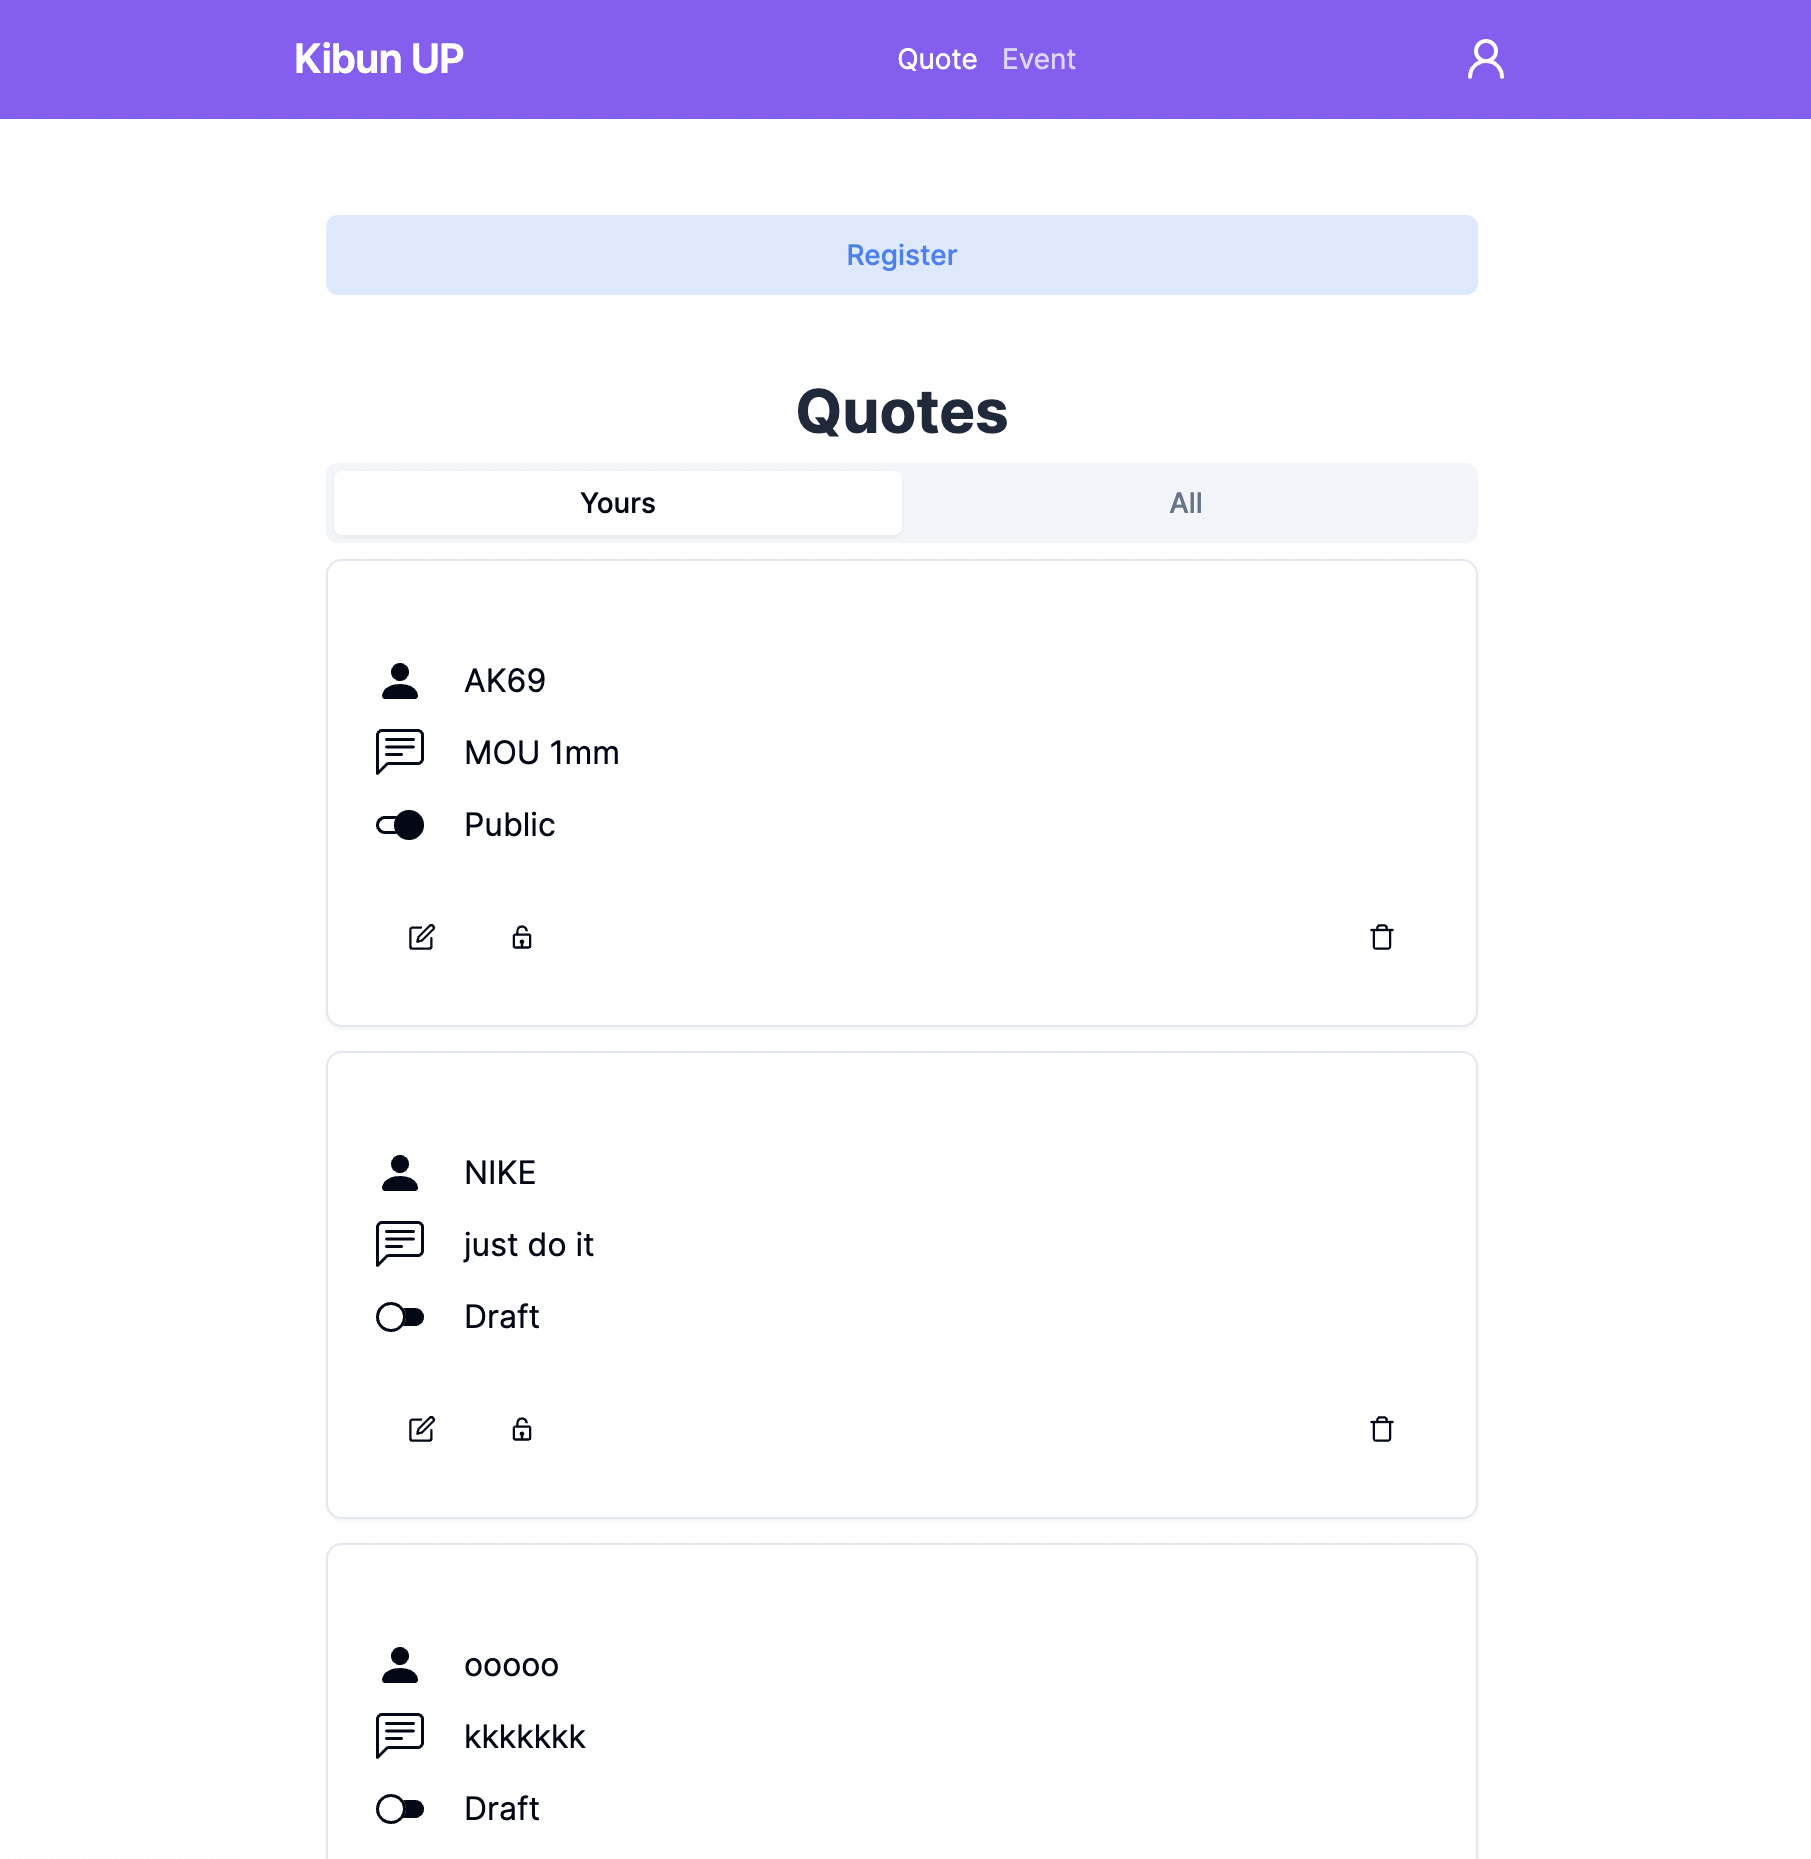 Kibun UP
Quote Event
Register
Quotes
Yours All
AK69
MOU 1mm
Public
NIKE
just do it
Draft
ooooo
kkkkkkk
Draft